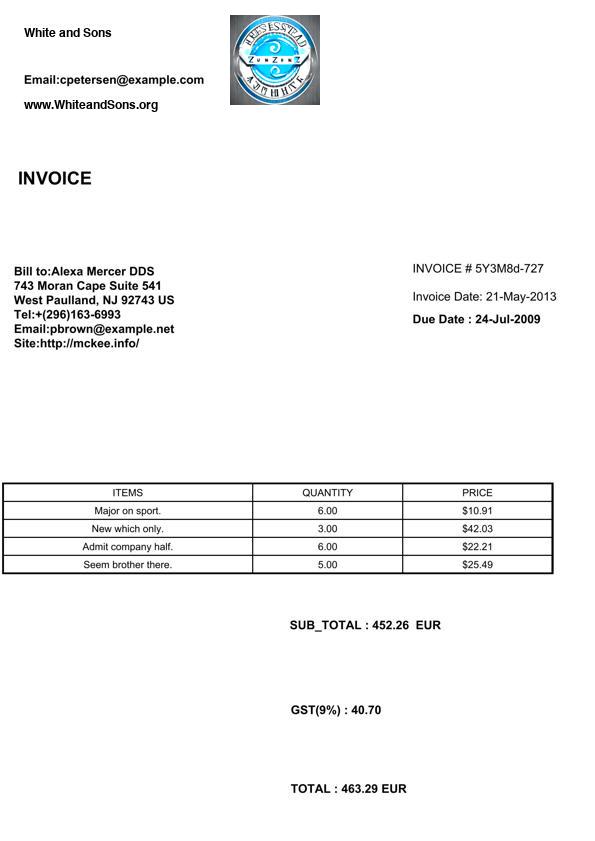 White and Sons
Email:cpetersen@example.com
www.WhiteandSons.org
ZUNZENZ
INVOICE
Bill to:Alexa Mercer DDS
743 Moran Cape Suite 541
West Paulland, NJ 92743 US
Tel:+(296)163-6993
Email:pbrown@example.net
Site:http://mckee.info/
INVOICE # 5Y3M8d-727
Invoice Date: 21-May-2013
Due Date : 24-Jul-2009
ITEMS QUANTITY PRICE
Major on sport. 6.00 $10.91
New which only. 3.00 $42.03
Admit company half. 6.00 $22.21
Seem brother there. 5.00 $25.49
SUB_TOTAL : 452.26 EUR
GST(9%) : 40.70
TOTAL : 463.29 EUR